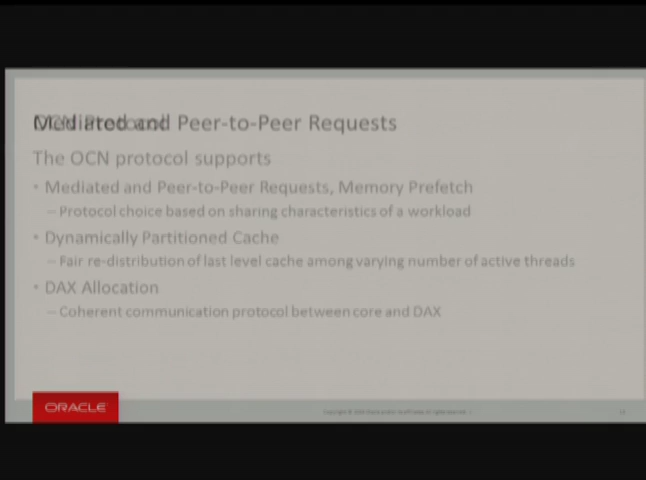 Mediated and Peer-to-Peer Requests
The OCN protocol supports
• Mediated and Peer-to-Peer Requests, Memory Prefetch
– Protocol choice based on sharing characteristics of a workload
• Dynamically Partitioned Cache
– Fair re-distribution of last level cache among varying number of active threads
• DAX Allocation
– Coherent communication protocol between core and DAX
ORACLE